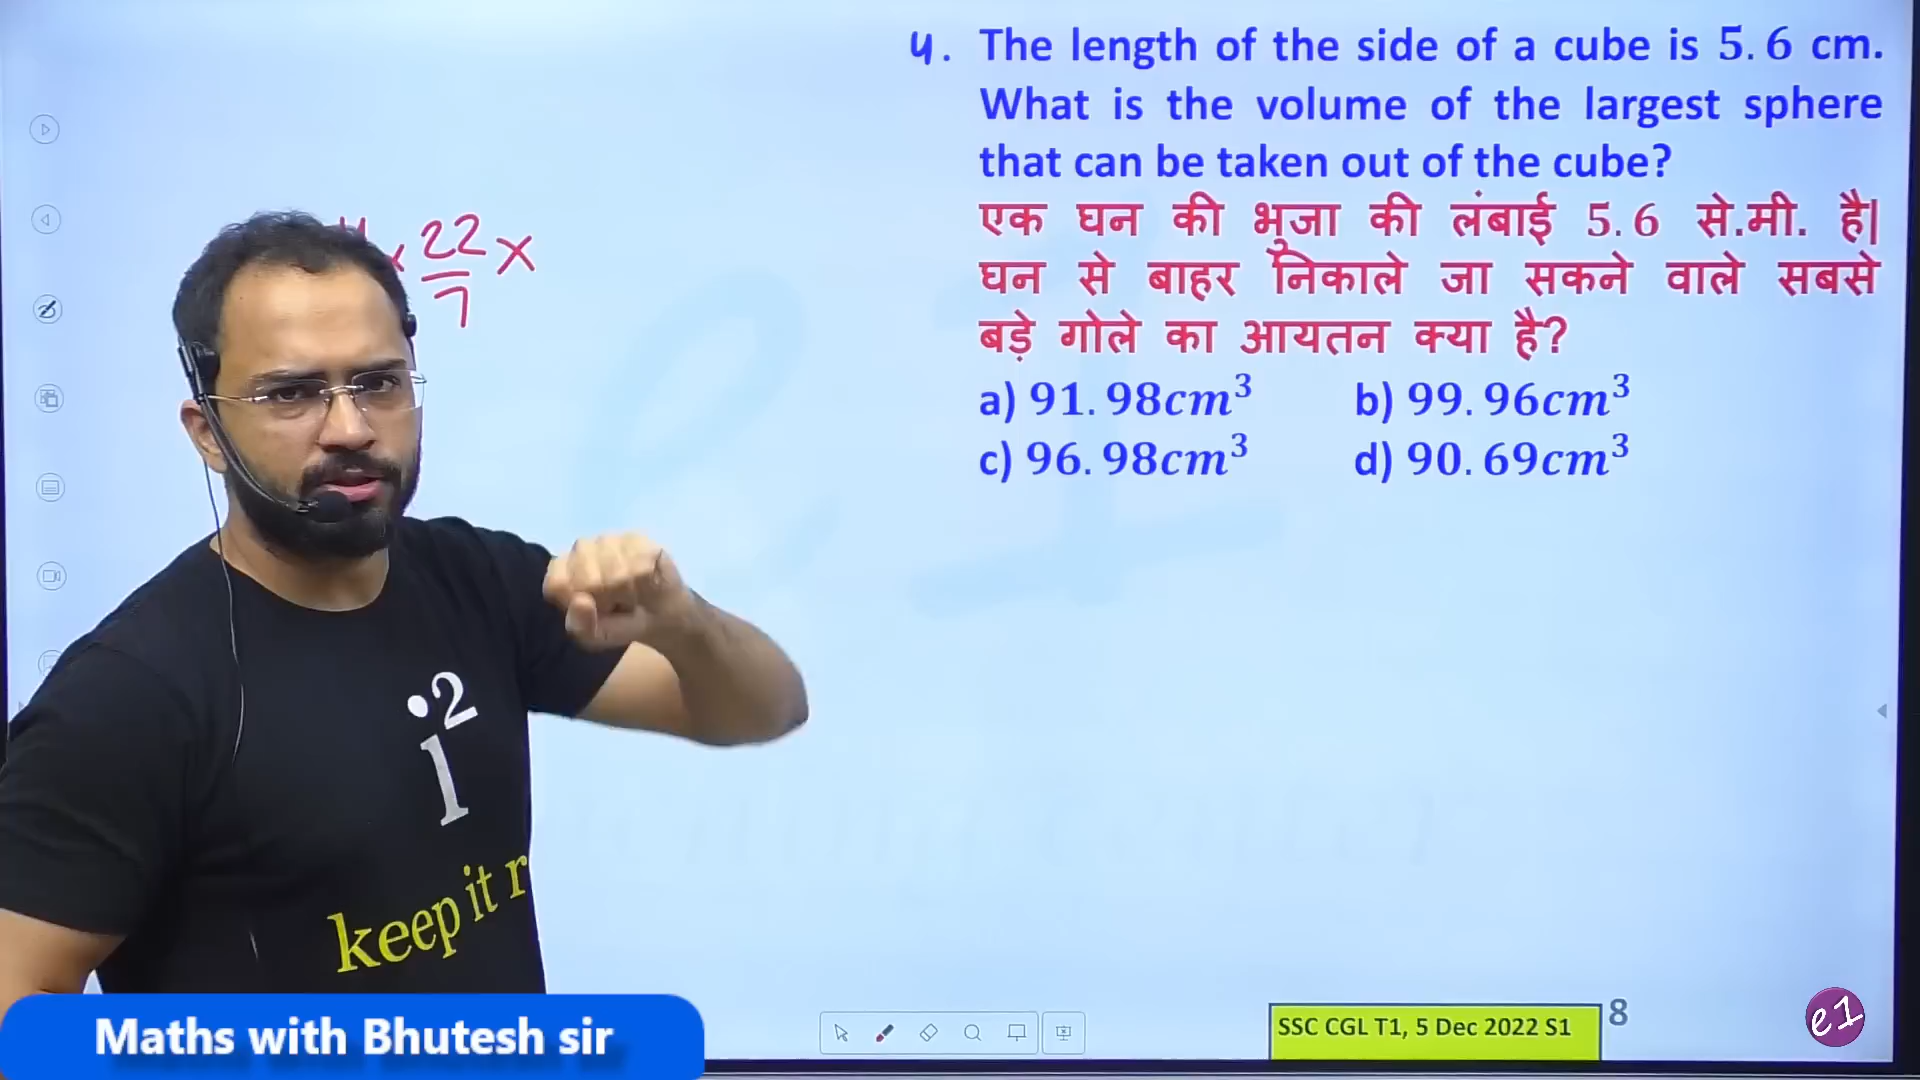 4. The length of the side of a cube is 5.6 cm.
What is the volume of the largest sphere
that can be taken out of the cube?
एक घन की भुजा की लंबाई 5.6 से.मी. है|
घन से बाहर निकाले जा सकने वाले सबसे
बड़े गोले का आयतन क्या है?
a) 91.98cm³ b) 99.96cm³
c) 96.98cm³ d) 90.69cm³
× 22/7 ×
i²
keep it r
Maths with Bhutesh sir
SSC CGL T1, 5 Dec 2022 S1
8
e1